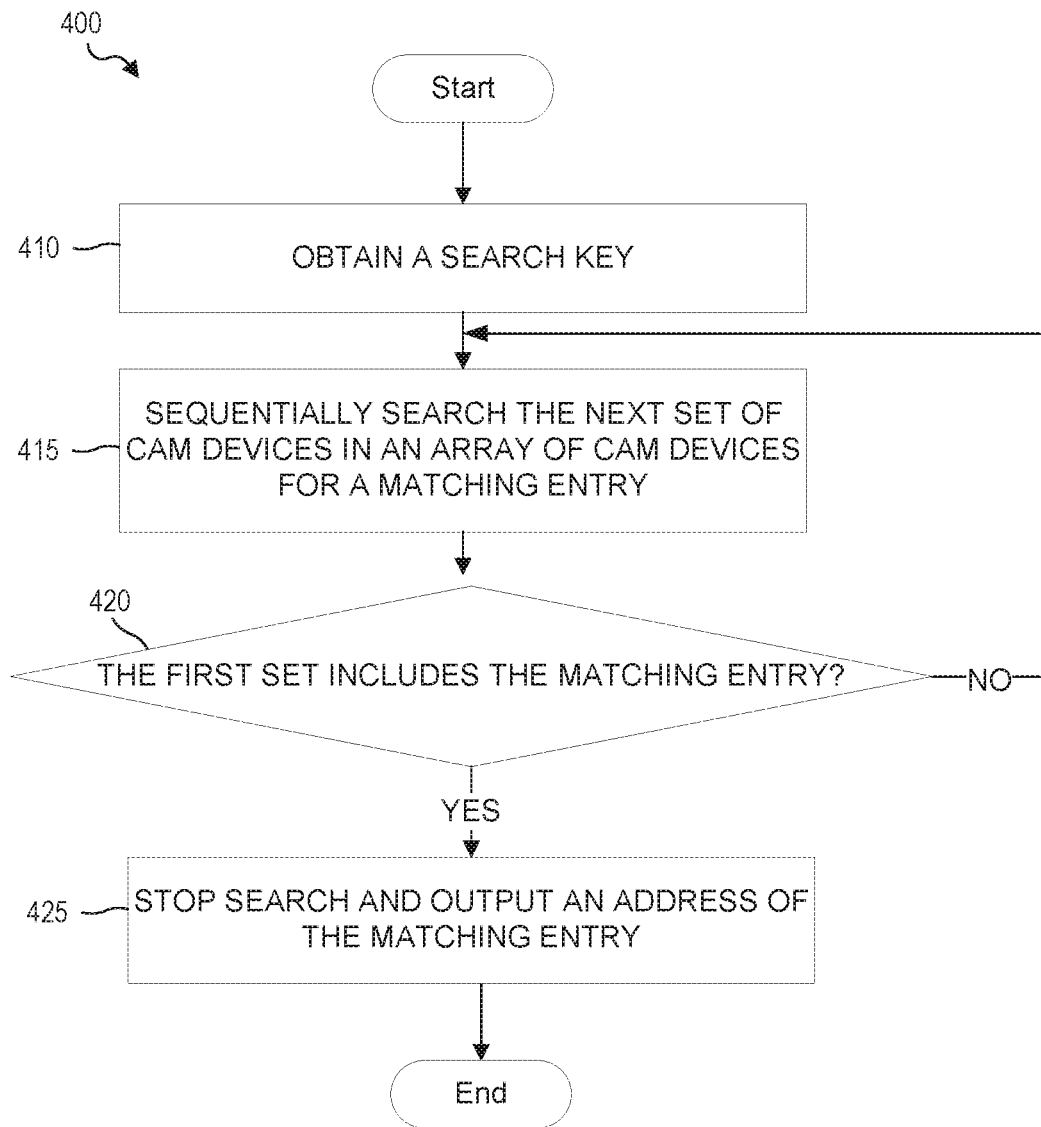 400
Start
410
OBTAIN A SEARCH KEY
SEQUENTIALLY SEARCH THE NEXT SET OF
415
CAM DEVICES IN AN ARRAY OF CAM DEVICES
FOR A MATCHING ENTRY
420
THE FIRST SET INCLUDES THE MATCHING ENTRY?
NO
YES
425
STOP SEARCH AND OUTPUT AN ADDRESS OF
THE MATCHING ENTRY
End